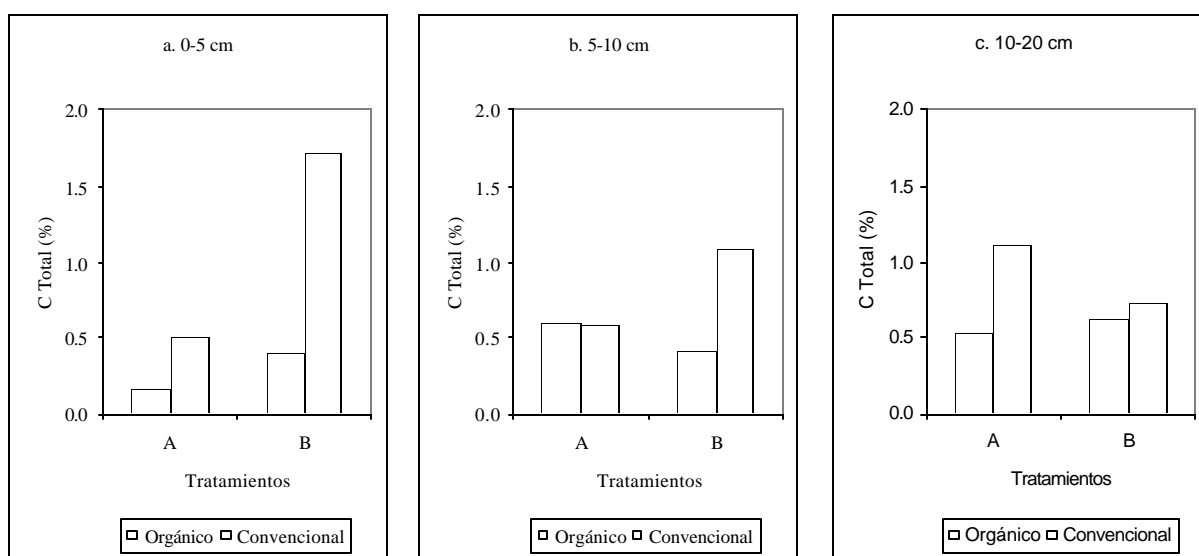 a. 0-5 cm
2.0
1.5
1.0
0.5
0.0
C Total (%)
A B
Tratamientos
Orgánico Convencional
b. 5-10 cm
2.0
1.5
1.0
0.5
0.0
C Total (%)
A B
Tratamientos
Orgánico Convencional
c. 10-20 cm
2.0
1.5
1.0
0.5
0.0
C Total (%)
A B
Tratamientos
Orgánico Convencional